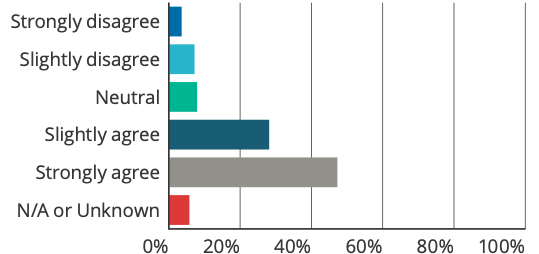 Strongly disagree
Slightly disagree
Neutral
Slightly agree
Strongly agree
N/A or Unknown
0% 20% 40% 60% 80% 100%